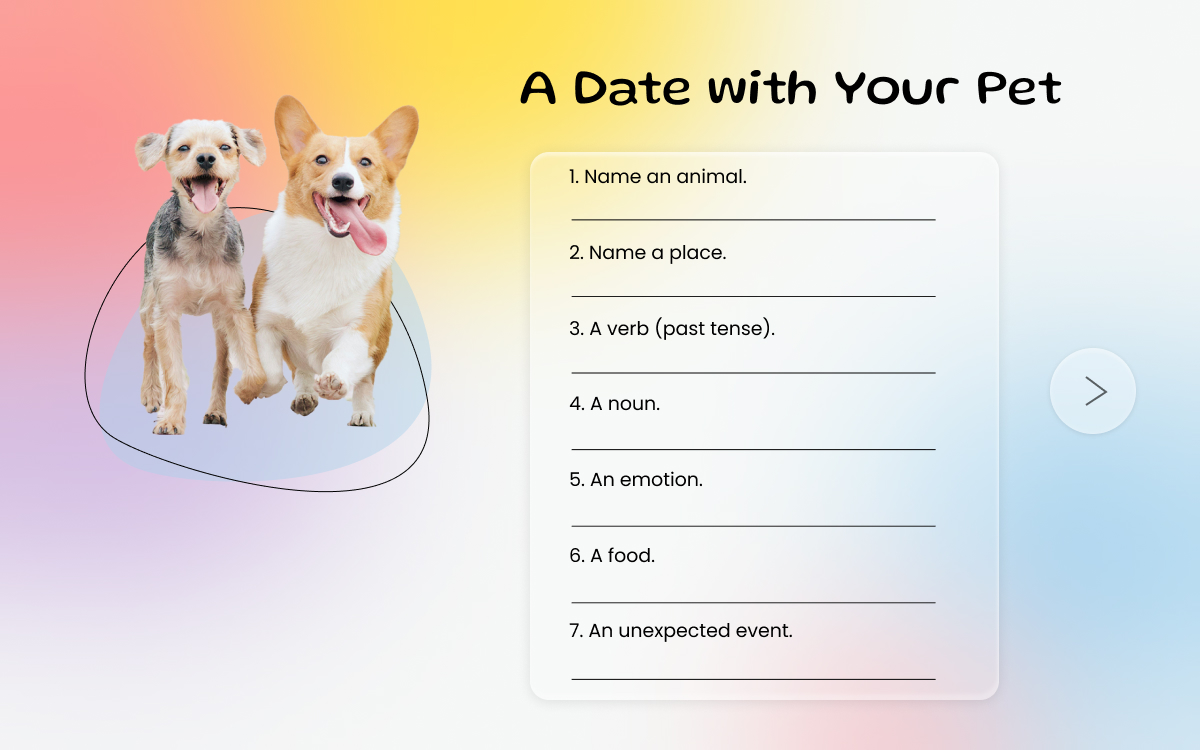 A Date with Your Pet
1. Name an animal.
2. Name a place.
3. A verb (past tense).
4. A noun.
5. An emotion.
6. A food.
7. An unexpected event.